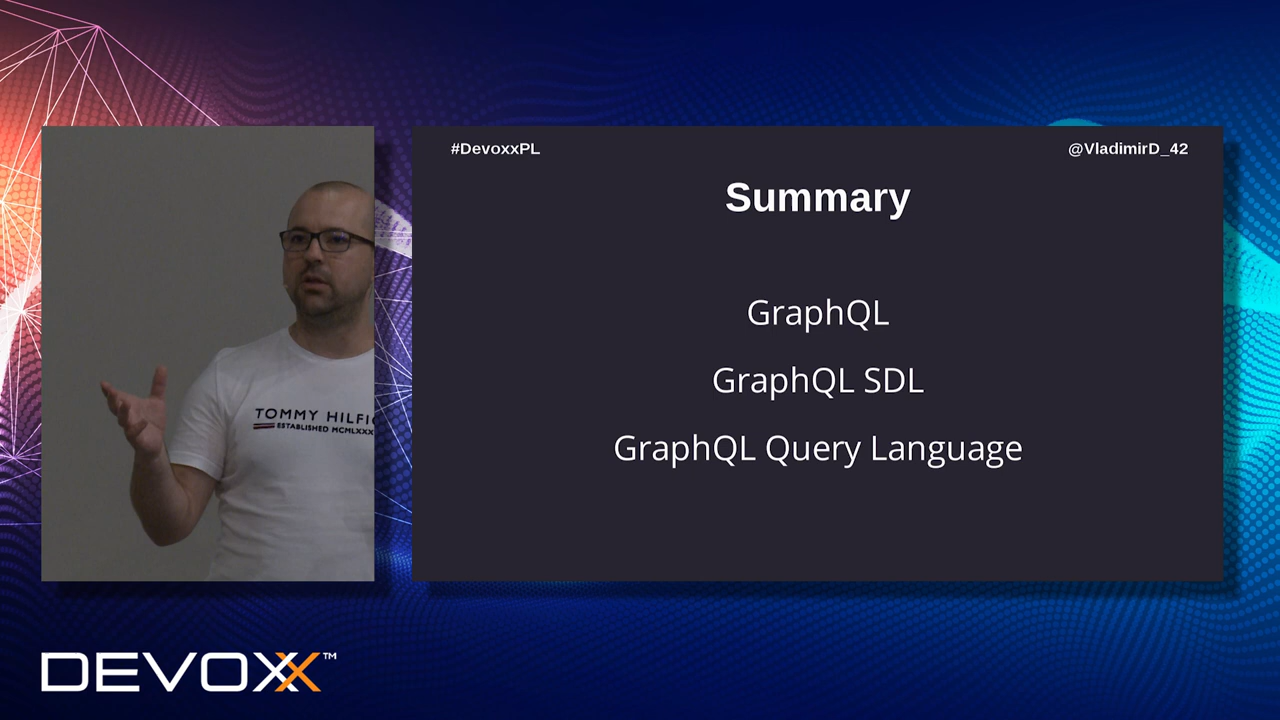 #DevoxxPL
@VladimirD_42
Summary
GraphQL
GraphQL SDL
GraphQL Query Language
TOMMY HILFI
ESTABLISHED MCMLXXX
DEVOXX™